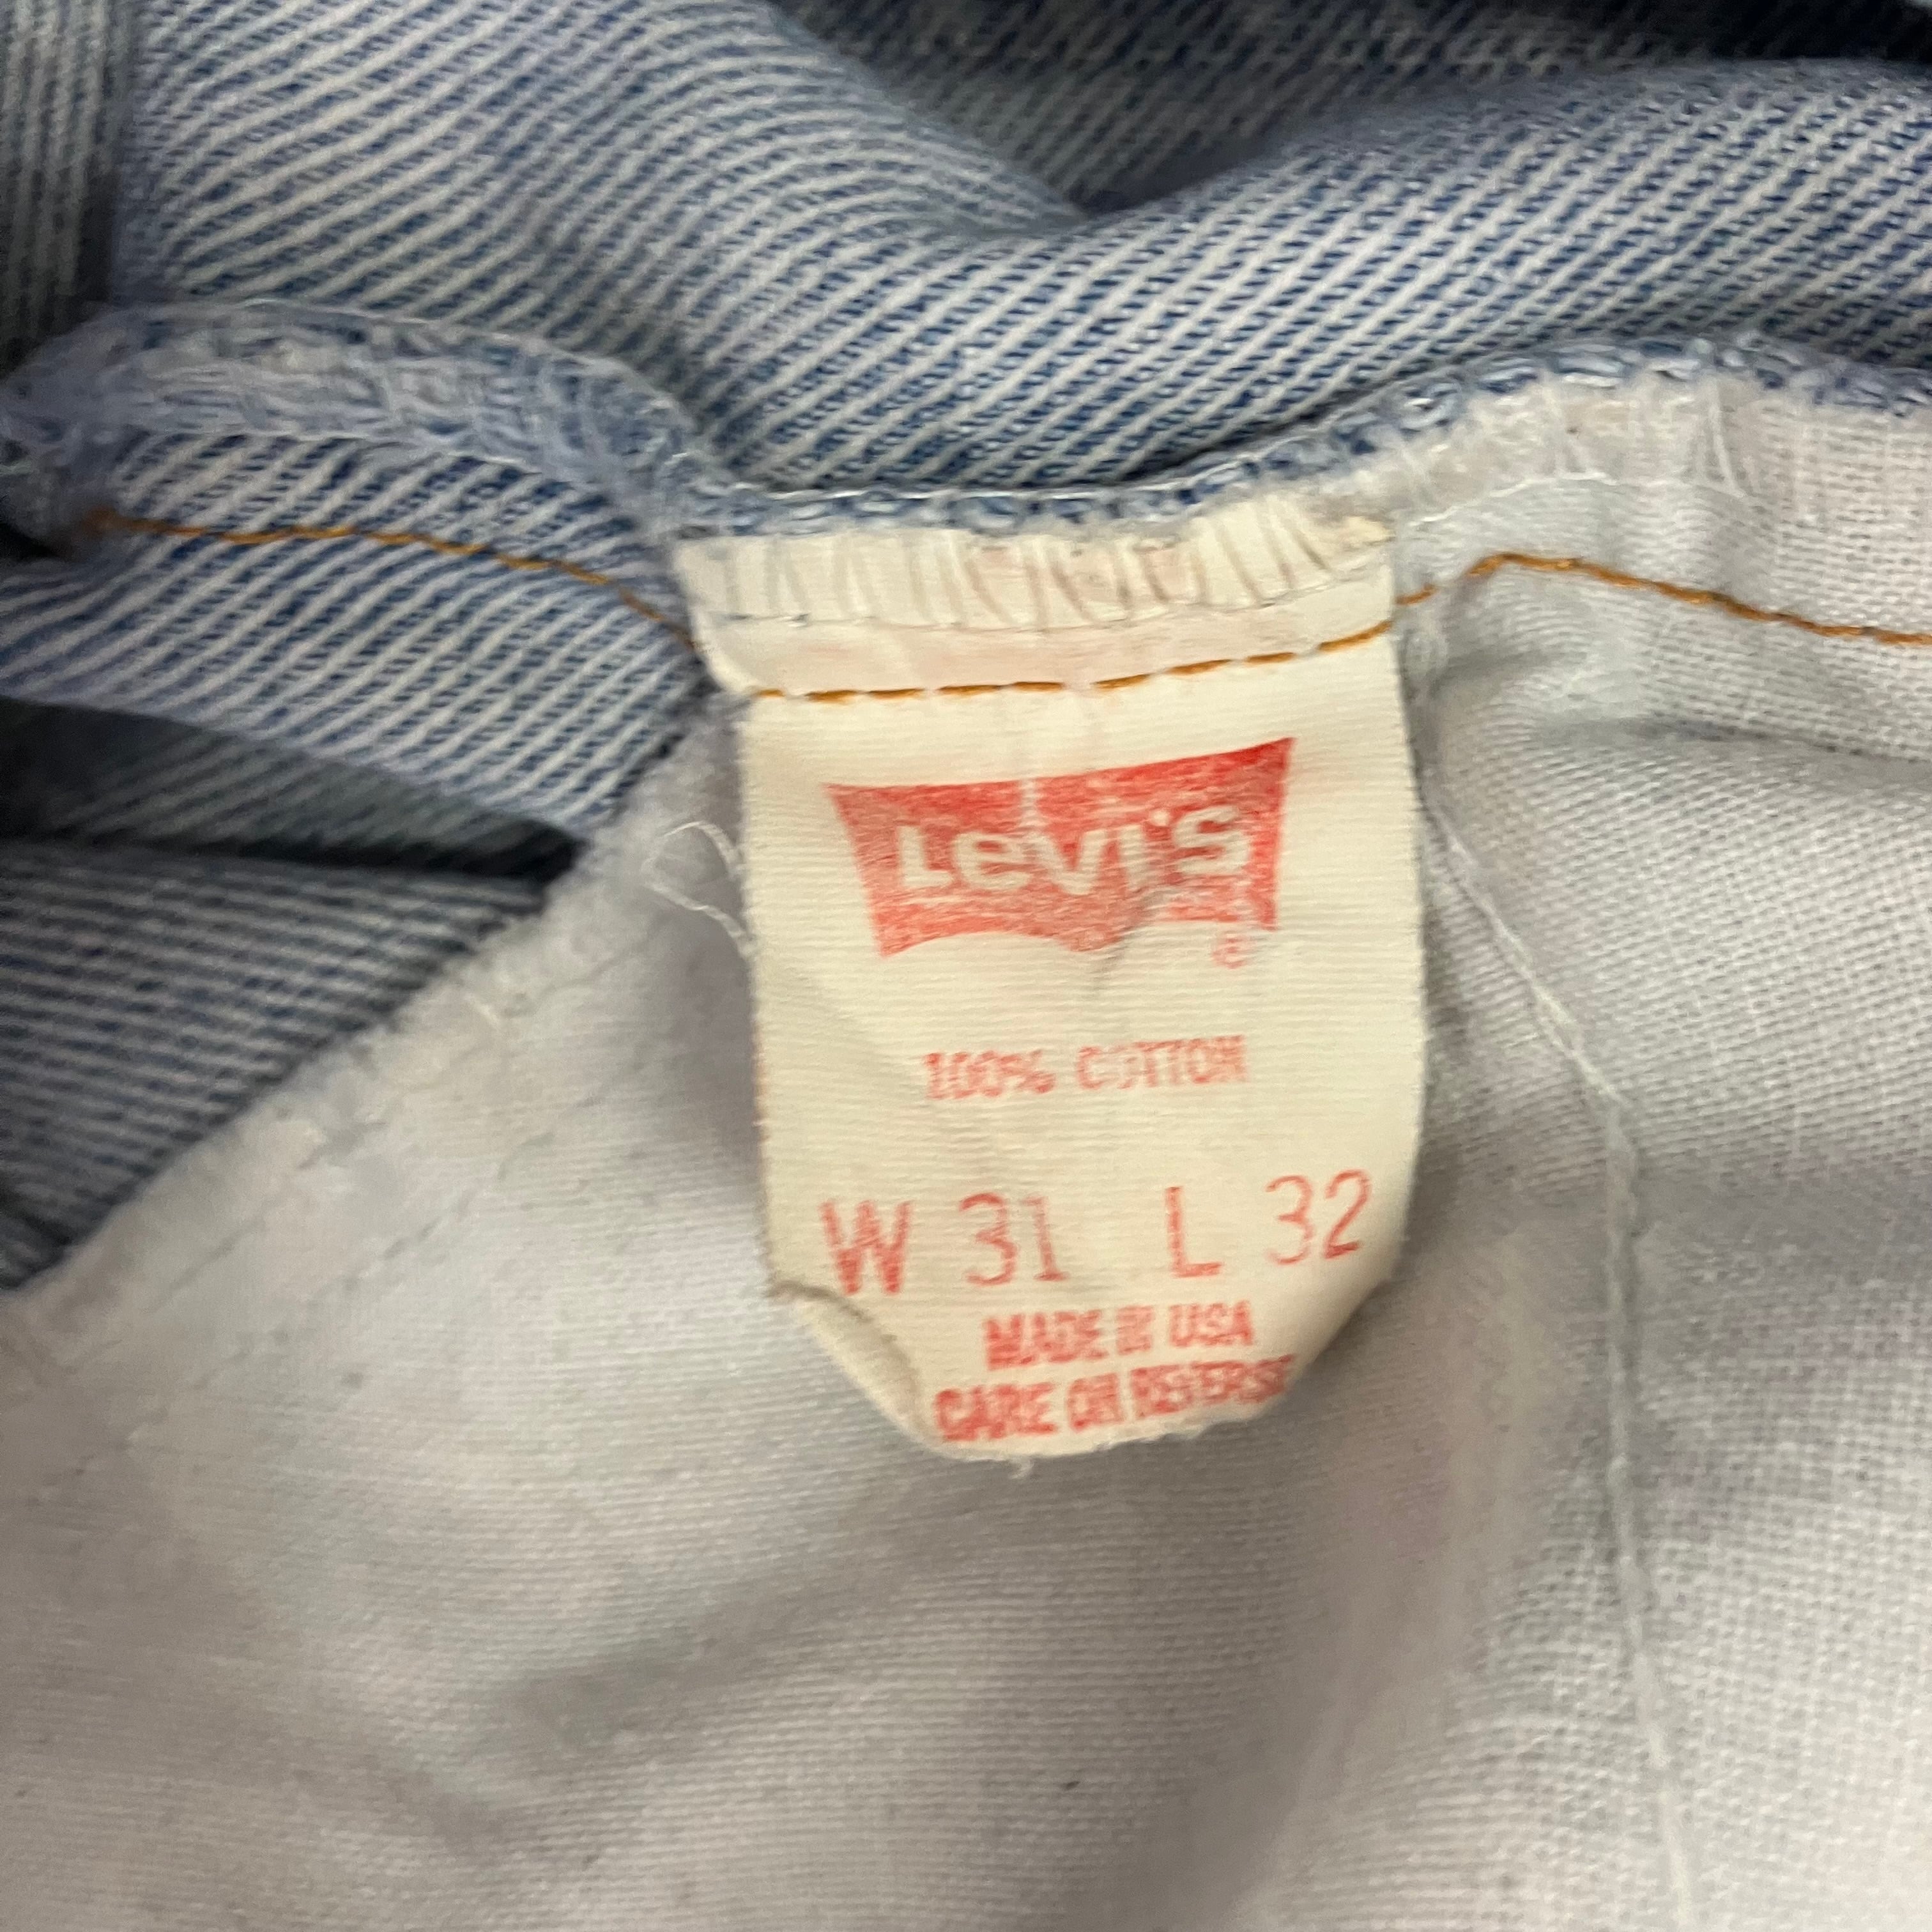 LEVI'S
®
100% COTTON
W 31 L 32
MADE IN USA
CARE ON REVERSE